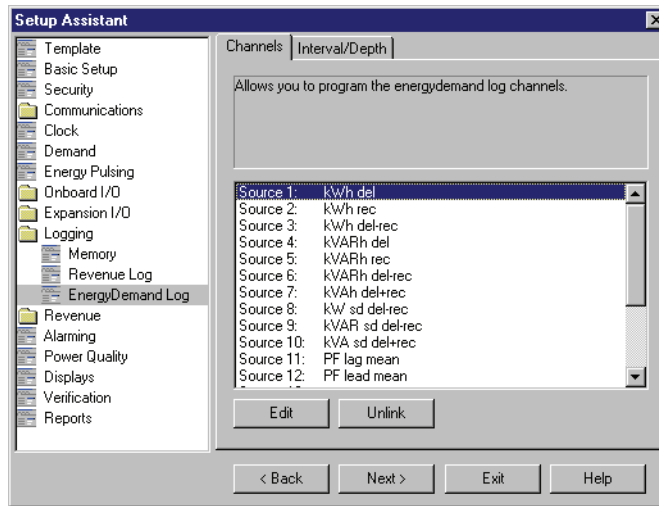 Setup Assistant
Template
Basic Setup
Security
Communications
Clock
Demand
Energy Pulsing
Onboard I/O
Expansion I/O
Logging
Memory
Revenue Log
EnergyDemand Log
Revenue
Alarming
Power Quality
Displays
Verification
Reports
Channels
Interval/Depth
Allows you to program the energydemand log channels.
Source 1: kWh del
Source 2: kWh rec
Source 3: kWh del-rec
Source 4: kVARh del
Source 5: kVARh rec
Source 6: kVARh del-rec
Source 7: kVAh del+rec
Source 8: kW sd del-rec
Source 9: kVAR sd del-rec
Source 10: kVA sd del+rec
Source 11: PF lag mean
Source 12: PF lead mean
Edit
Unlink
< Back
Next >
Exit
Help